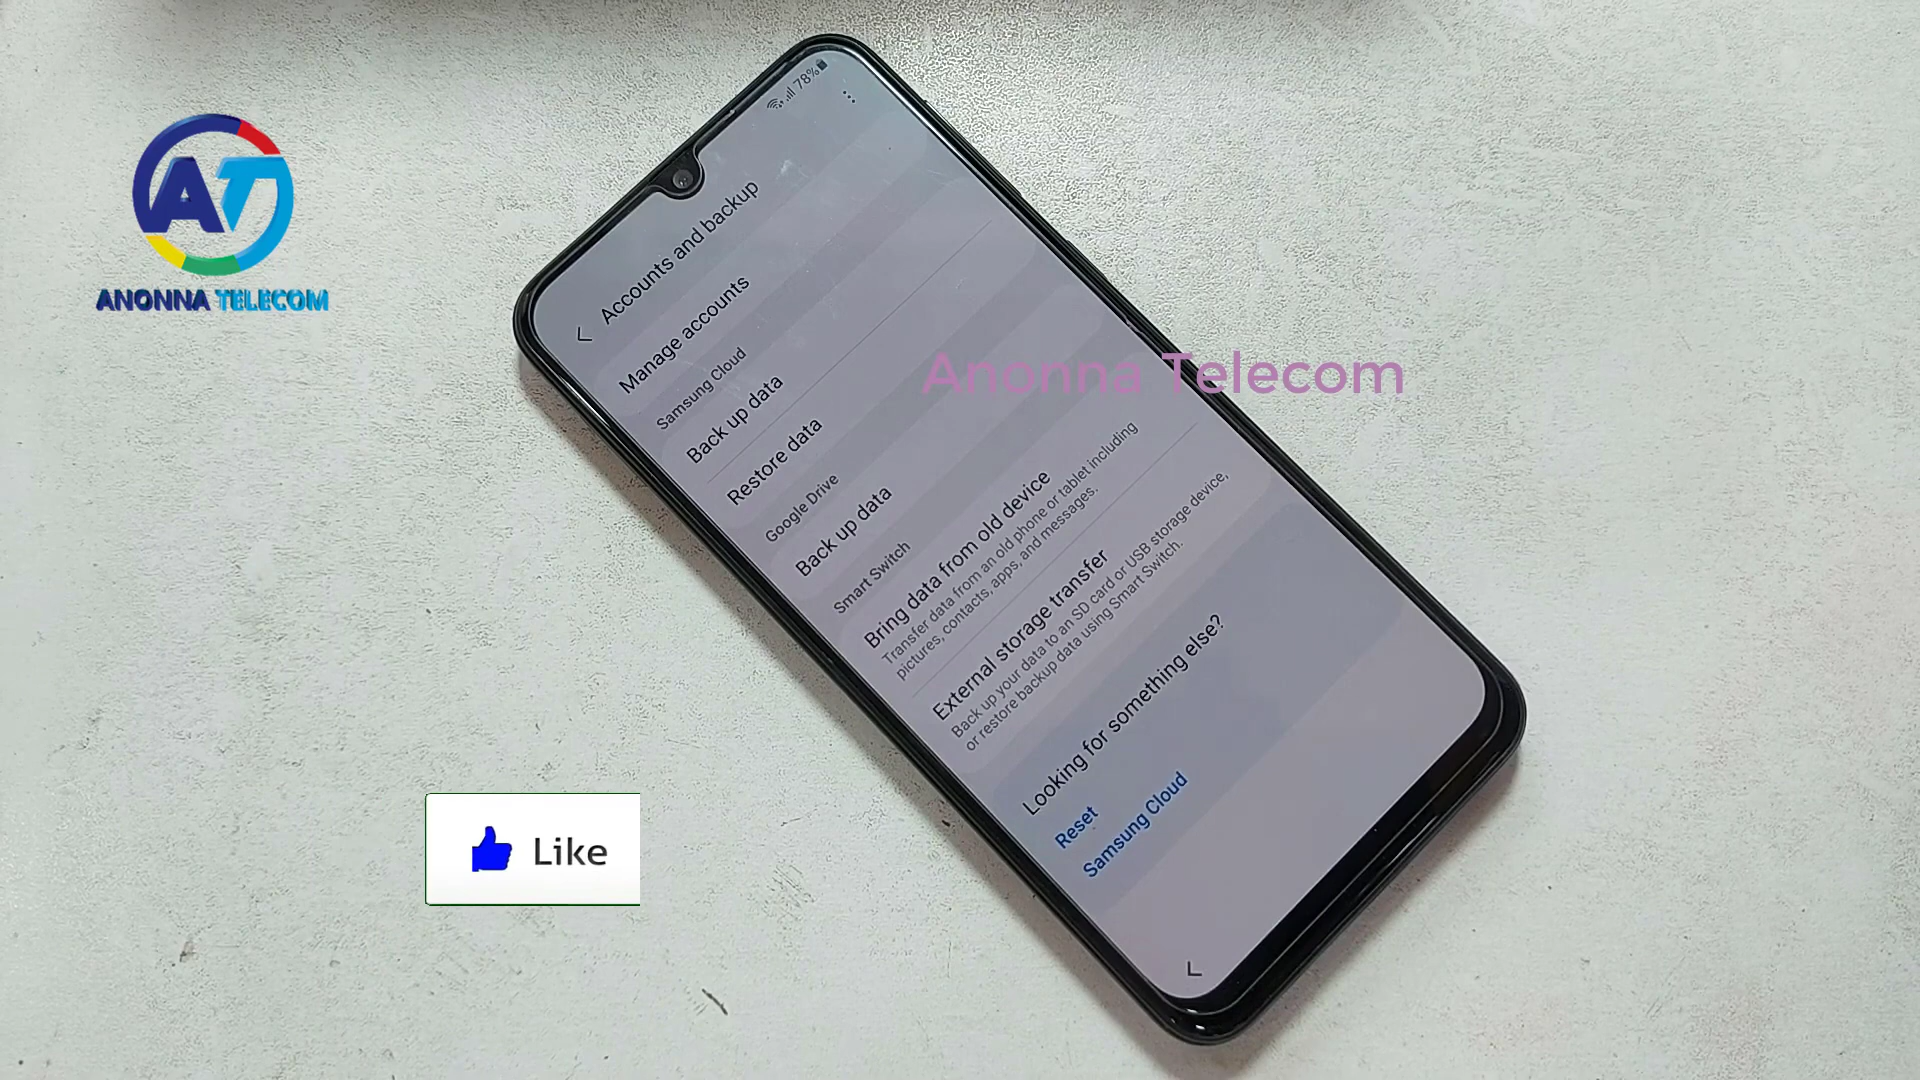 AT
ANONNA TELECOM
78%
Accounts and backup
Manage accounts
Samsung Cloud
Back up data
Restore data
Google Drive
Back up data
Smart Switch
Bring data from old device
Transfer data from an old phone or tablet including
pictures, contacts, apps, and messages.
External storage transfer
Back up your data to an SD card or USB storage device,
or restore backup data using Smart Switch.
Looking for something else?
Reset
Samsung Cloud
Anonna Telecom
Like